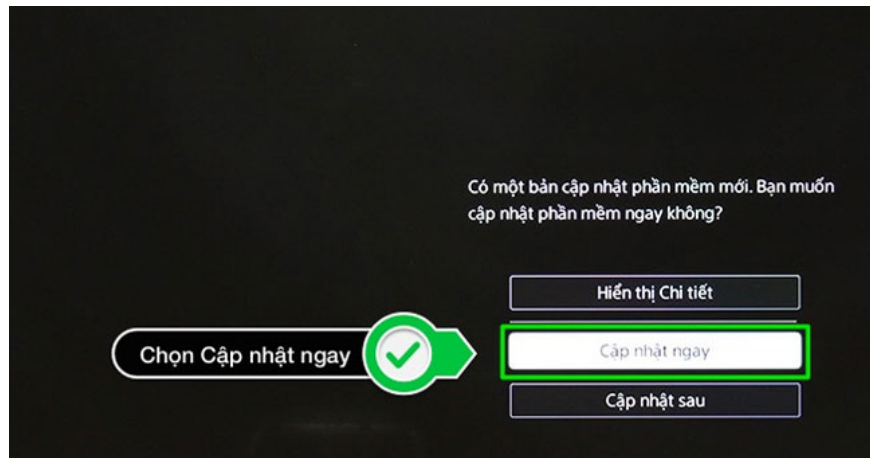 Có một bản cập nhật phần mềm mới. Bạn muốn
cập nhật phần mềm ngay không?
Hiển thị Chi tiết
Chọn Cập nhật ngay
Cập nhật ngay
Cập nhật sau